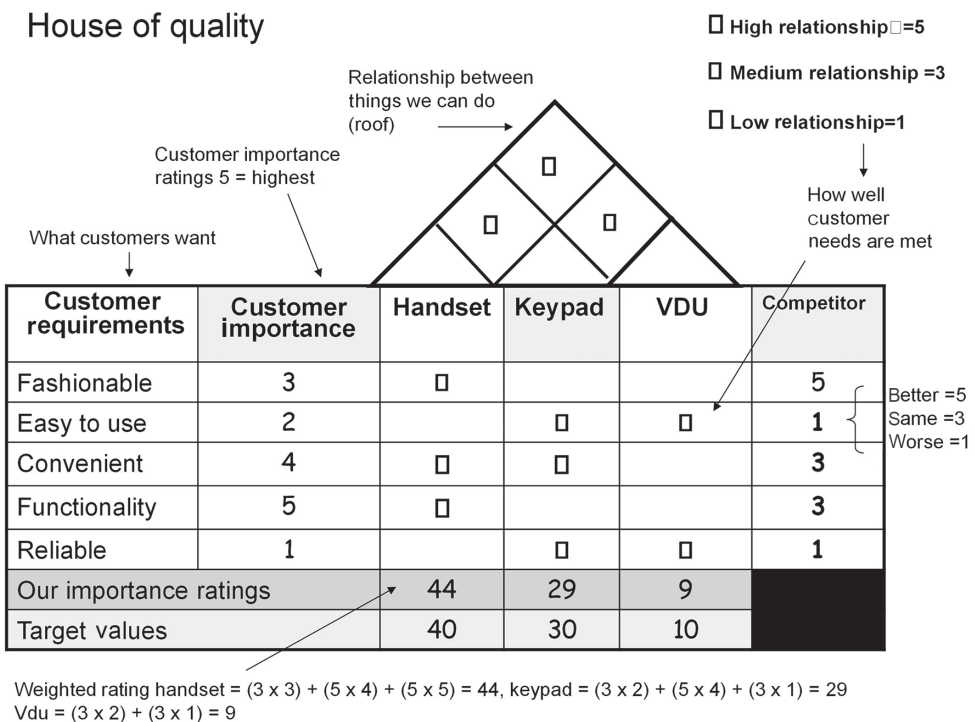 House of quality
▯ High relationship□=5
▯ Medium relationship =3
▯ Low relationship=1
Relationship between
things we can do
(roof)
Customer importance
ratings 5 = highest
What customers want
How well
customer
needs are met
▯
▯ ▯
Customer requirements Customer importance Handset Keypad VDU Competitor
Fashionable 3 ▯ 5
Easy to use 2 ▯ ▯ 1
Convenient 4 ▯ ▯ 3
Functionality 5 ▯ 3
Reliable 1 ▯ ▯ 1
Our importance ratings 44 29 9
Target values 40 30 10
Better =5
Same =3
Worse =1
Weighted rating handset = (3 x 3) + (5 x 4) + (5 x 5) = 44, keypad = (3 x 2) + (5 x 4) + (3 x 1) = 29
Vdu = (3 x 2) + (3 x 1) = 9